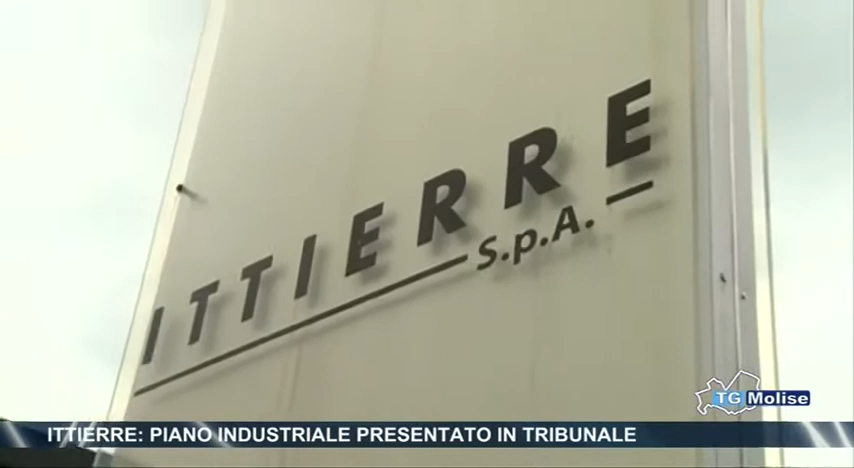 ITTIERRE
S.p.A.
TG Molise
ITTIERRE: PIANO INDUSTRIALE PRESENTATO IN TRIBUNALE